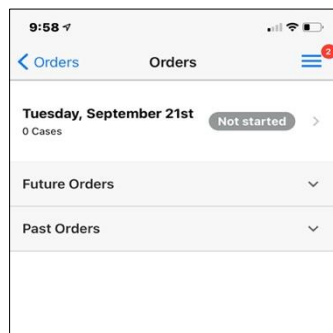 9:58
Orders
Orders
2
Tuesday, September 21st
Not started
0 Cases
Future Orders
Past Orders